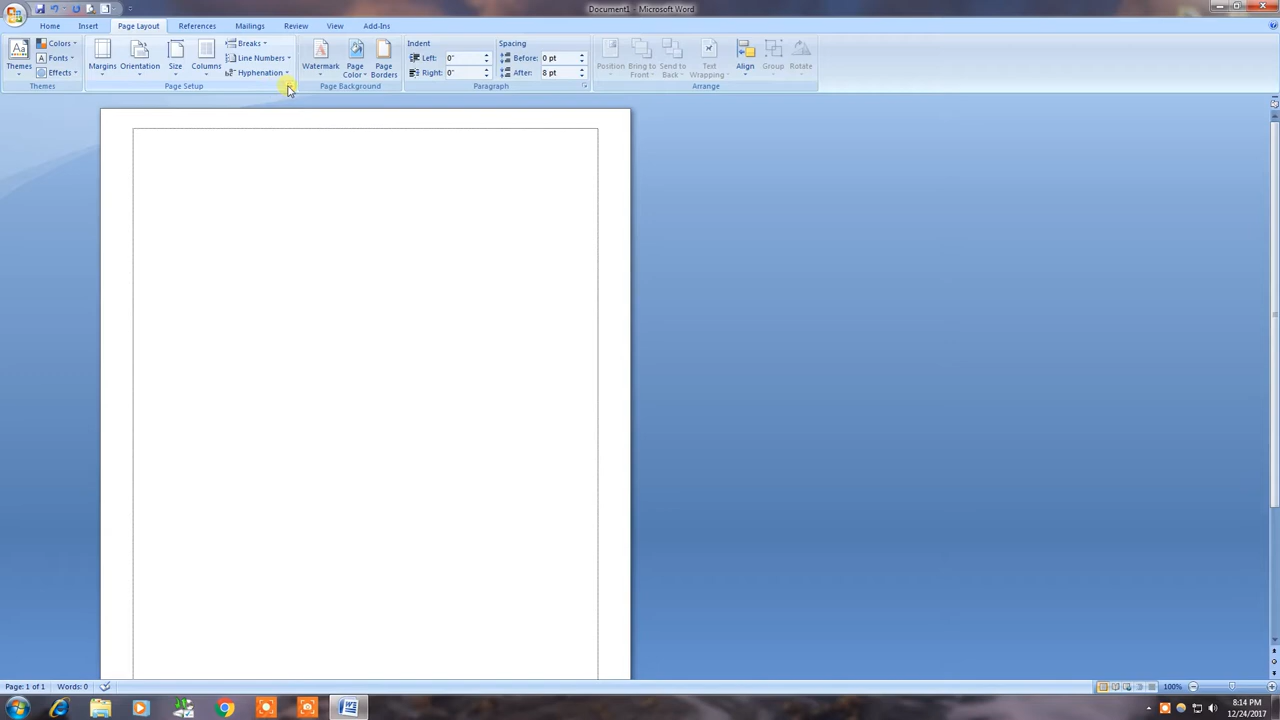 Document1 - Microsoft Word
Home Insert Page Layout References Mailings Review View Add-Ins
Themes
Colors
Fonts
Effects
Themes
Margins
Orientation
Size
Columns
Breaks
Line Numbers
Hyphenation
Page Setup
Watermark
Page Color
Page Borders
Page Background
Indent
Left: 0"
Right: 0"
Spacing
Before: 0 pt
After: 8 pt
Paragraph
Position
Bring to Front
Send to Back
Text Wrapping
Align
Group
Rotate
Arrange
Page: 1 of 1 Words: 0
100%
8:14 PM
12/24/2017